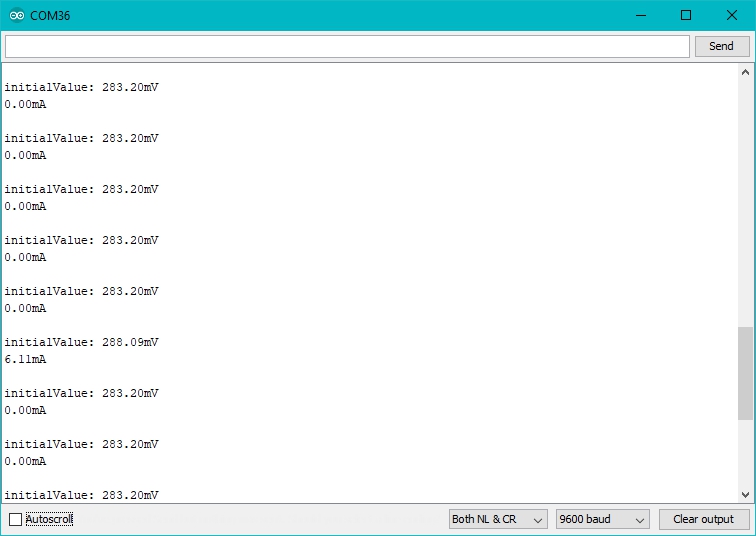 COM36
Send
initialValue: 283.20mV
0.00mA
initialValue: 283.20mV
0.00mA
initialValue: 283.20mV
0.00mA
initialValue: 283.20mV
0.00mA
initialValue: 283.20mV
0.00mA
initialValue: 288.09mV
6.11mA
initialValue: 283.20mV
0.00mA
initialValue: 283.20mV
0.00mA
initialValue: 283.20mV
Autoscroll Both NL & CR 9600 baud Clear output